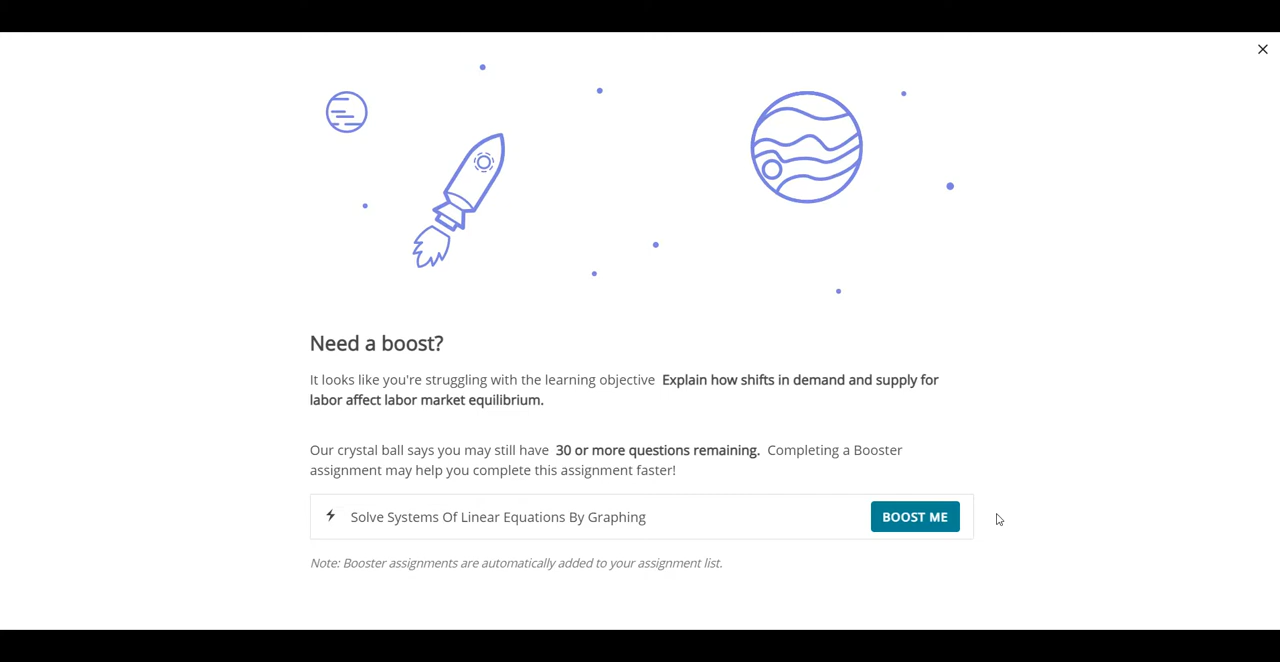 Need a boost?
It looks like you're struggling with the learning objective Explain how shifts in demand and supply for
labor affect labor market equilibrium.
Our crystal ball says you may still have 30 or more questions remaining. Completing a Booster
assignment may help you complete this assignment faster!
Solve Systems Of Linear Equations By Graphing BOOST ME
Note: Booster assignments are automatically added to your assignment list.